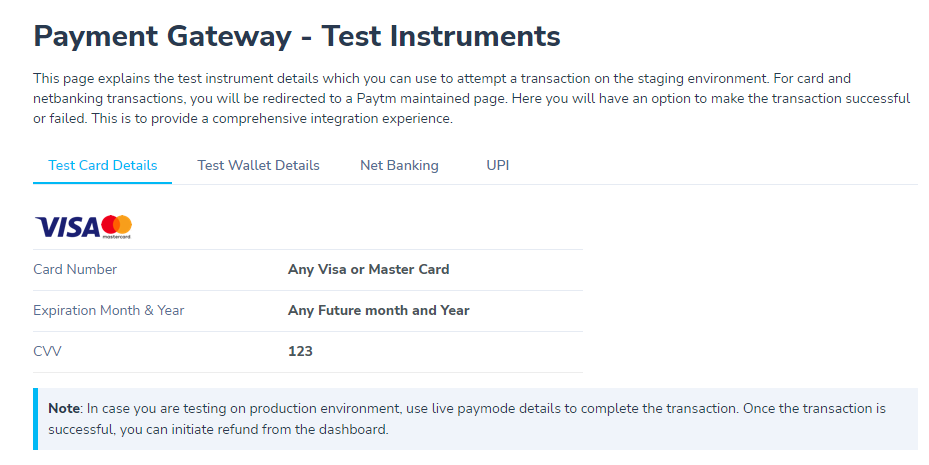 Payment Gateway - Test Instruments
This page explains the test instrument details which you can use to attempt a transaction on the staging environment. For card and
netbanking transactions, you will be redirected to a Paytm maintained page. Here you will have an option to make the transaction successful
or failed. This is to provide a comprehensive integration experience.
Test Card Details Test Wallet Details Net Banking UPI
VISA mastercard
Card Number Any Visa or Master Card
Expiration Month & Year Any Future month and Year
CVV 123
Note: In case you are testing on production environment, use live paymode details to complete the transaction. Once the transaction is
successful, you can initiate refund from the dashboard.